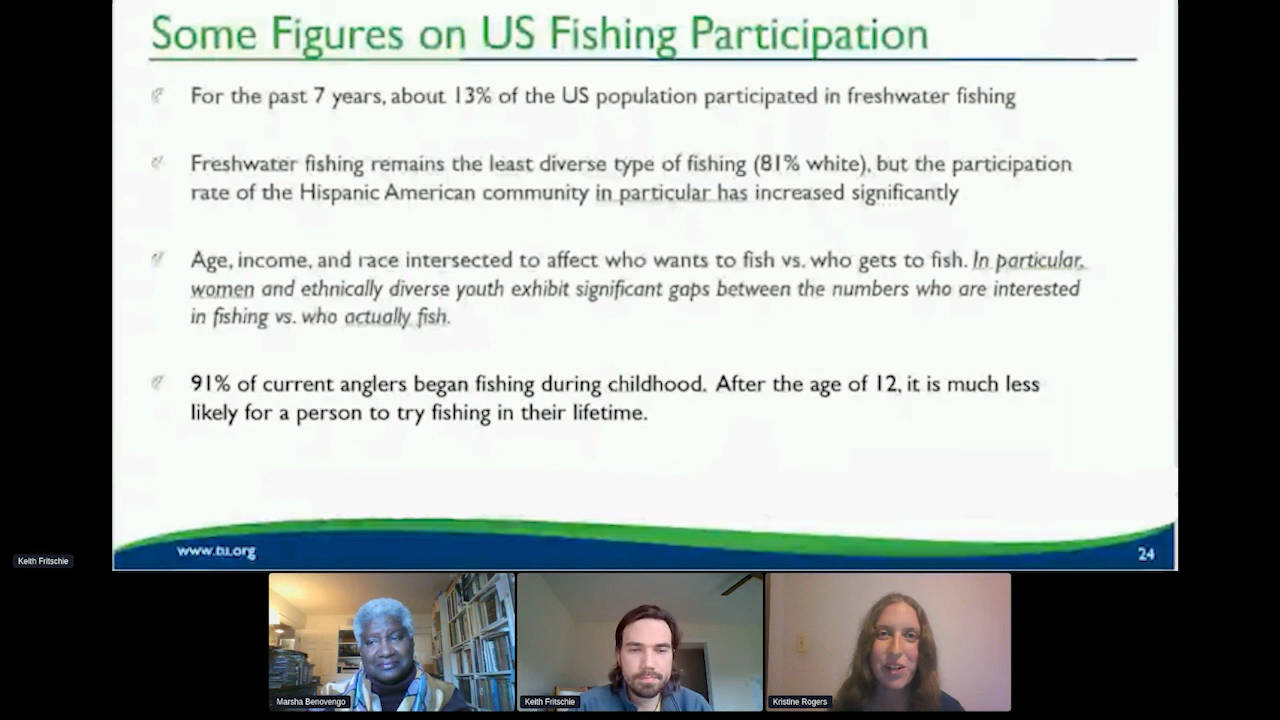 Some Figures on US Fishing Participation
For the past 7 years, about 13% of the US population participated in freshwater fishing
Freshwater fishing remains the least diverse type of fishing (81% white), but the participation
rate of the Hispanic American community in particular has increased significantly
Age, income, and race intersected to affect who wants to fish vs. who gets to fish. In particular,
women and ethnically diverse youth exhibit significant gaps between the numbers who are interested
in fishing vs. who actually fish.
91% of current anglers began fishing during childhood. After the age of 12, it is much less
likely for a person to try fishing in their lifetime.
www.tu.org
24
Keith Fritschie
Marsha Benovengo
Keith Fritschie
Kristine Rogers